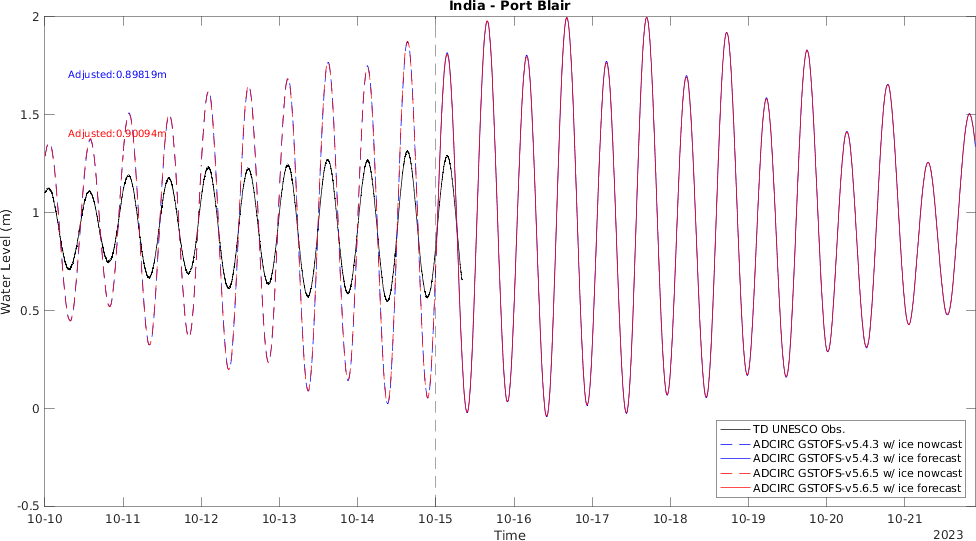 India - Port Blair
2
Adjusted:0.89819m
1.5
Adjusted:0.90094m
1
Water Level (m)
0.5
0
TD UNESCO Obs.
ADCIRC GSTOFS-v5.4.3 w/ ice nowcast
ADCIRC GSTOFS-v5.4.3 w/ ice forecast
ADCIRC GSTOFS-v5.6.5 w/ ice nowcast
ADCIRC GSTOFS-v5.6.5 w/ ice forecast
-0.5
10-10 10-11 10-12 10-13 10-14 10-15 10-16 10-17 10-18 10-19 10-20 10-21
Time
2023